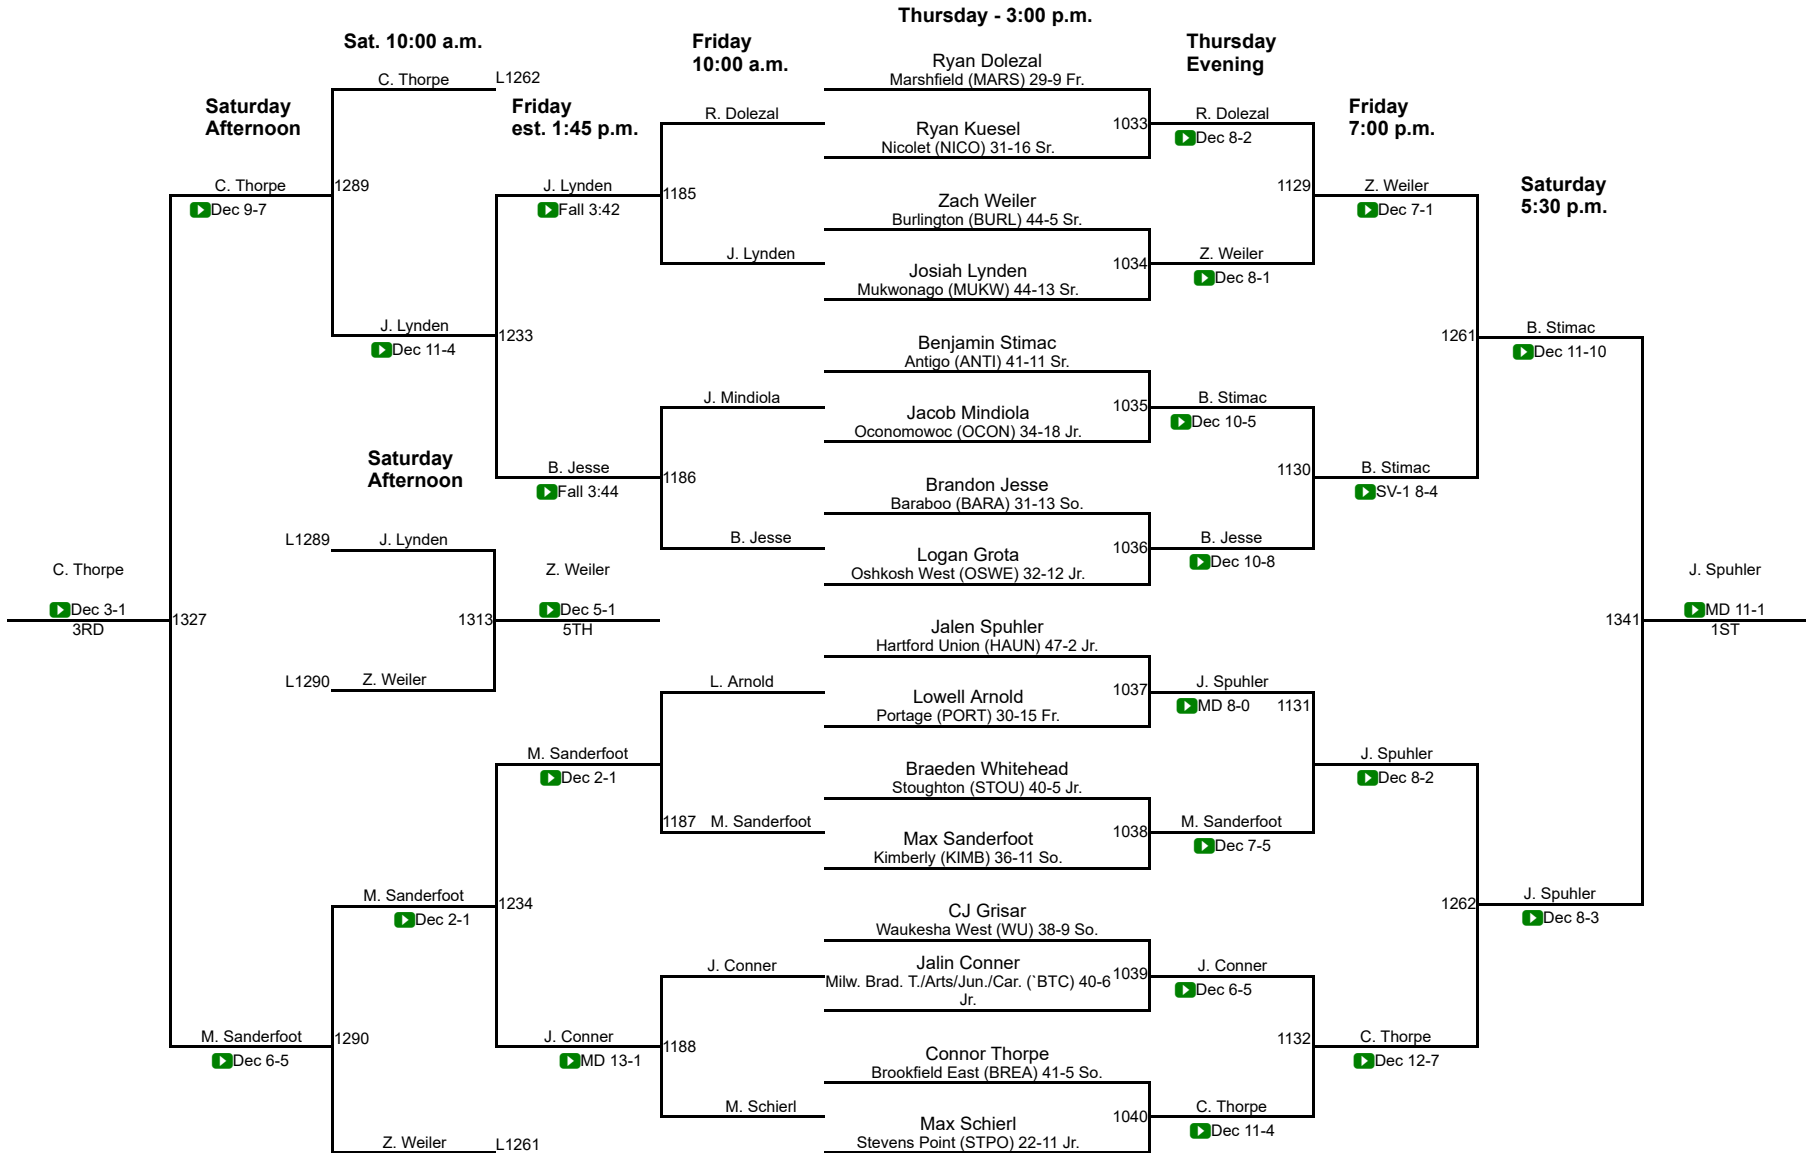 Thursday - 3:00 p.m.
Sat. 10:00 a.m.
Friday
10:00 a.m.
Thursday
Evening
Ryan Dolezal
Marshfield (MARS) 29-9 Fr.
C. Thorpe
L1262
Saturday
Afternoon
Friday
est. 1:45 p.m.
Friday
7:00 p.m.
R. Dolezal
Ryan Kuesel
Nicolet (NICO) 31-16 Sr.
1033
R. Dolezal
Dec 8-2
C. Thorpe
Dec 9-7
1289
J. Lynden
Fall 3:42
1185
Zach Weiler
Burlington (BURL) 44-5 Sr.
1129
Z. Weiler
Dec 7-1
Saturday
5:30 p.m.
J. Lynden
Josiah Lynden
Mukwonago (MUKW) 44-13 Sr.
1034
Z. Weiler
Dec 8-1
J. Lynden
Dec 11-4
1233
Benjamin Stimac
Antigo (ANTI) 41-11 Sr.
1261
B. Stimac
Dec 11-10
J. Mindiola
Jacob Mindiola
Oconomowoc (OCON) 34-18 Jr.
1035
B. Stimac
Dec 10-5
Saturday
Afternoon
B. Jesse
Fall 3:44
1186
Brandon Jesse
Baraboo (BARA) 31-13 So.
1130
B. Stimac
SV-1 8-4
L1289
J. Lynden
B. Jesse
Logan Grota
Oshkosh West (OSWE) 32-12 Jr.
1036
B. Jesse
Dec 10-8
C. Thorpe
Dec 3-1
3RD
1327
1313
Z. Weiler
Dec 5-1
5TH
Jalen Spuhler
Hartford Union (HAUN) 47-2 Jr.
1341
J. Spuhler
MD 11-1
1ST
L1290
Z. Weiler
L. Arnold
Lowell Arnold
Portage (PORT) 30-15 Fr.
1037
J. Spuhler
MD 8-0
1131
M. Sanderfoot
Dec 2-1
Braeden Whitehead
Stoughton (STOU) 40-5 Jr.
J. Spuhler
Dec 8-2
1187
M. Sanderfoot
Max Sanderfoot
Kimberly (KIMB) 36-11 So.
1038
M. Sanderfoot
Dec 7-5
M. Sanderfoot
Dec 2-1
1234
CJ Grisar
Waukesha West (WU) 38-9 So.
1262
J. Spuhler
Dec 8-3
J. Conner
Jalin Conner
Milw. Brad. T./Arts/Jun./Car. (`BTC) 40-6
Jr.
1039
J. Conner
Dec 6-5
M. Sanderfoot
Dec 6-5
1290
J. Conner
MD 13-1
1188
Connor Thorpe
Brookfield East (BREA) 41-5 So.
1132
C. Thorpe
Dec 12-7
M. Schierl
Max Schierl
Stevens Point (STPO) 22-11 Jr.
1040
C. Thorpe
Dec 11-4
Z. Weiler
L1261